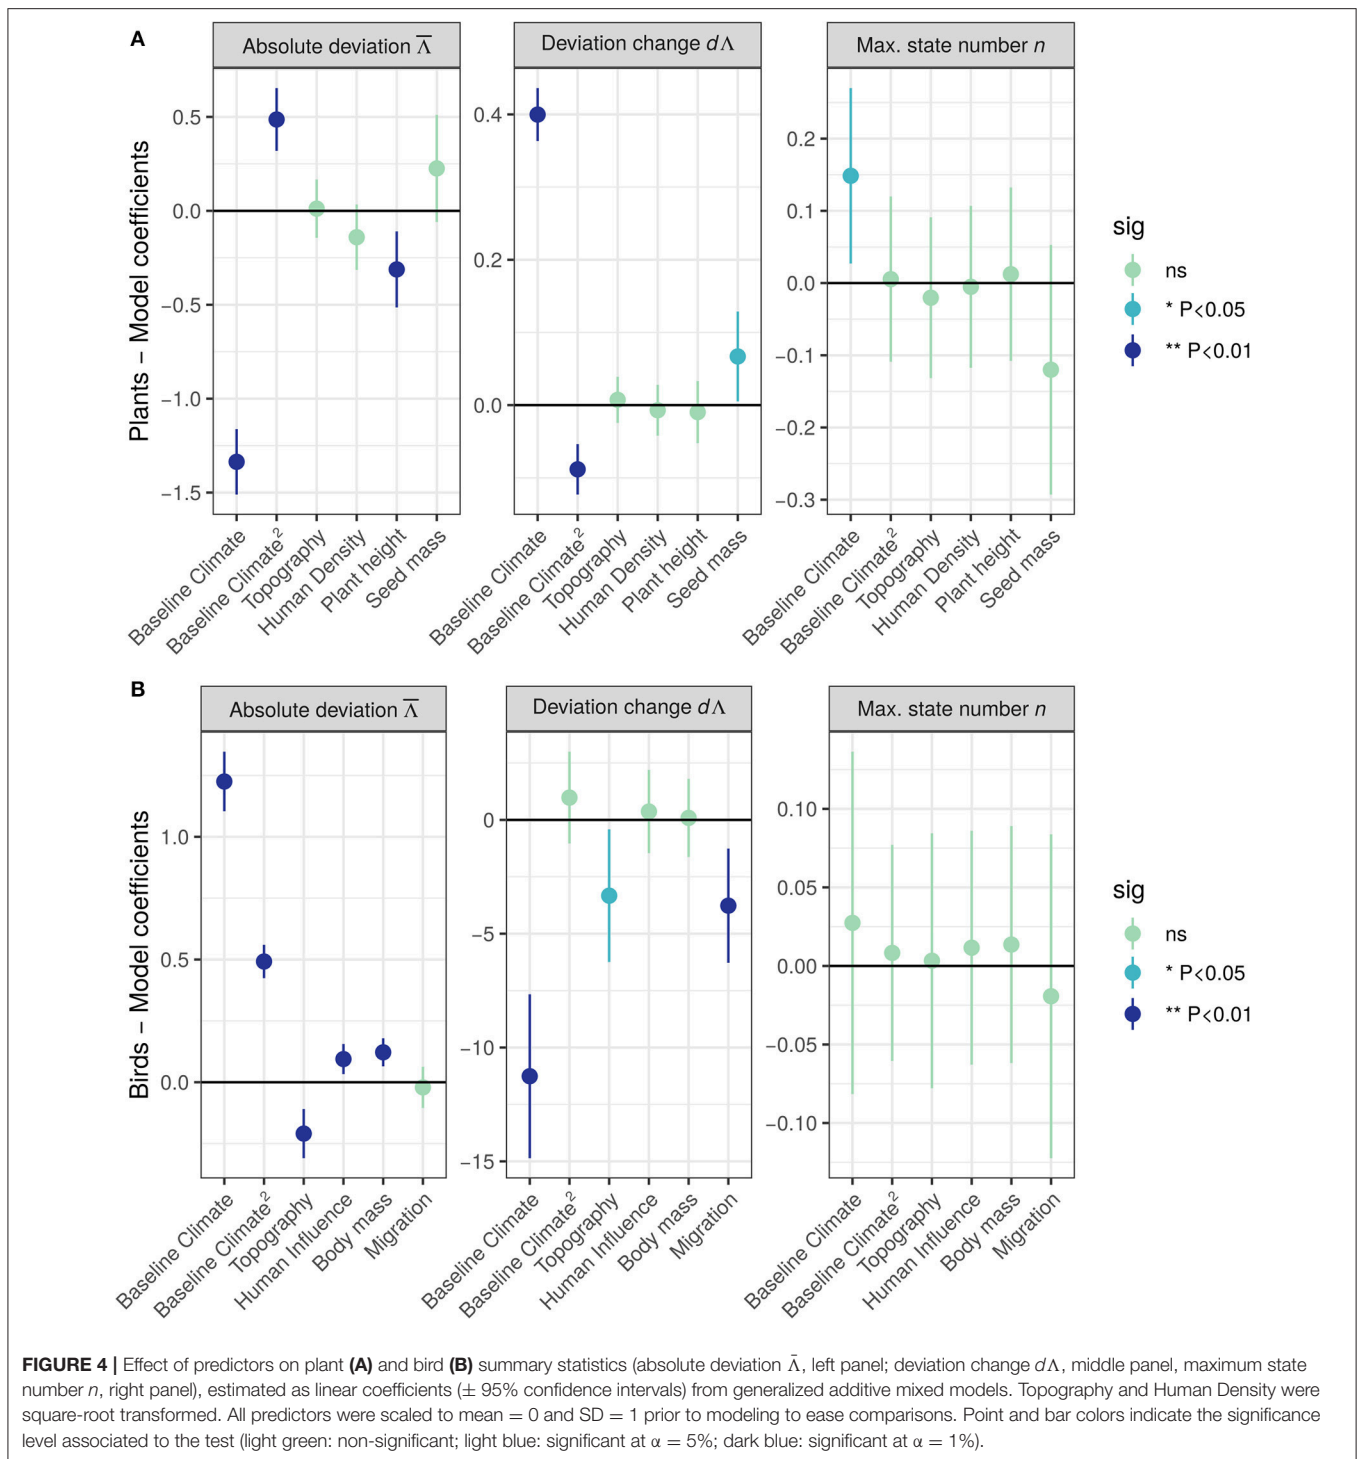 A
Absolute deviation Λ̅
Deviation change dΛ
Max. state number n
Plants – Model coefficients
0.5
0.0
−0.5
−1.0
−1.5
0.4
0.2
0.0
0.2
0.1
0.0
−0.1
−0.2
−0.3
Baseline Climate
Baseline Climate²
Topography
Human Density
Plant height
Seed mass
Baseline Climate
Baseline Climate²
Topography
Human Density
Plant height
Seed mass
Baseline Climate
Baseline Climate²
Topography
Human Density
Plant height
Seed mass
sig
ns
* P<0.05
** P<0.01
B
Absolute deviation Λ̅
Deviation change dΛ
Max. state number n
Birds – Model coefficients
1.0
0.5
0.0
0
−5
−10
−15
0.10
0.05
0.00
−0.05
−0.10
Baseline Climate
Baseline Climate²
Topography
Human Influence
Body mass
Migration
Baseline Climate
Baseline Climate²
Topography
Human Influence
Body mass
Migration
Baseline Climate
Baseline Climate²
Topography
Human Influence
Body mass
Migration
sig
ns
* P<0.05
** P<0.01
FIGURE 4 | Effect of predictors on plant (A) and bird (B) summary statistics (absolute deviation Λ̄, left panel; deviation change dΛ, middle panel, maximum state
number n, right panel), estimated as linear coefficients (± 95% confidence intervals) from generalized additive mixed models. Topography and Human Density were
square-root transformed. All predictors were scaled to mean = 0 and SD = 1 prior to modeling to ease comparisons. Point and bar colors indicate the significance
level associated to the test (light green: non-significant; light blue: significant at α = 5%; dark blue: significant at α = 1%).